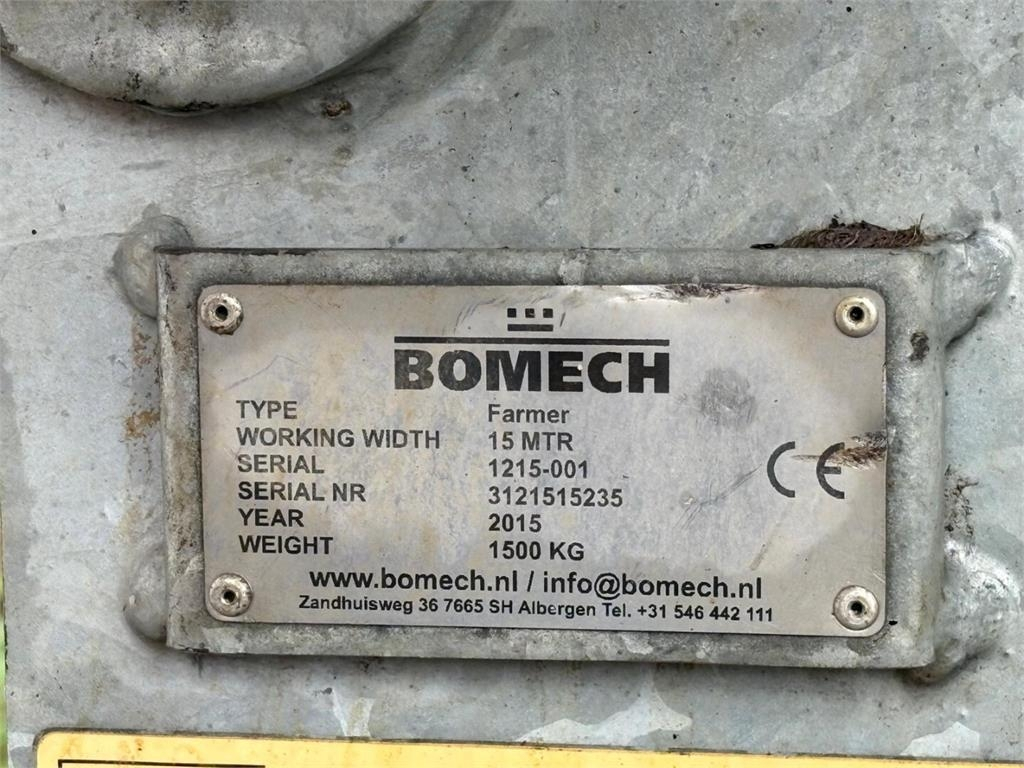 BOMECH
TYPE Farmer
WORKING WIDTH 15 MTR
SERIAL 1215-001
SERIAL NR 3121515235
YEAR 2015
WEIGHT 1500 KG
CE
www.bomech.nl / info@bomech.nl
Zandhuisweg 36 7665 SH Albergen Tel. +31 546 442 111